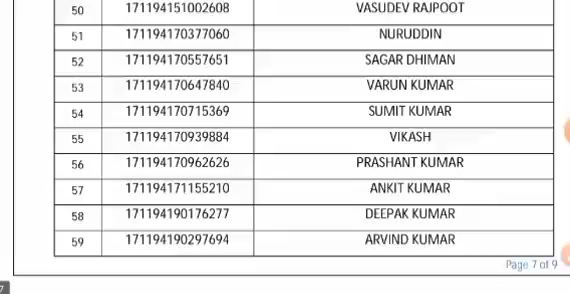 50 171194151002608 VASUDEV RAJPOOT
51 171194170377060 NURUDDIN
52 171194170557651 SAGAR DHIMAN
53 171194170647840 VARUN KUMAR
54 171194170715369 SUMIT KUMAR
55 171194170939884 VIKASH
56 171194170962626 PRASHANT KUMAR
57 171194171155210 ANKIT KUMAR
58 171194190176277 DEEPAK KUMAR
59 171194190297694 ARVIND KUMAR
Page 7 of 9
7